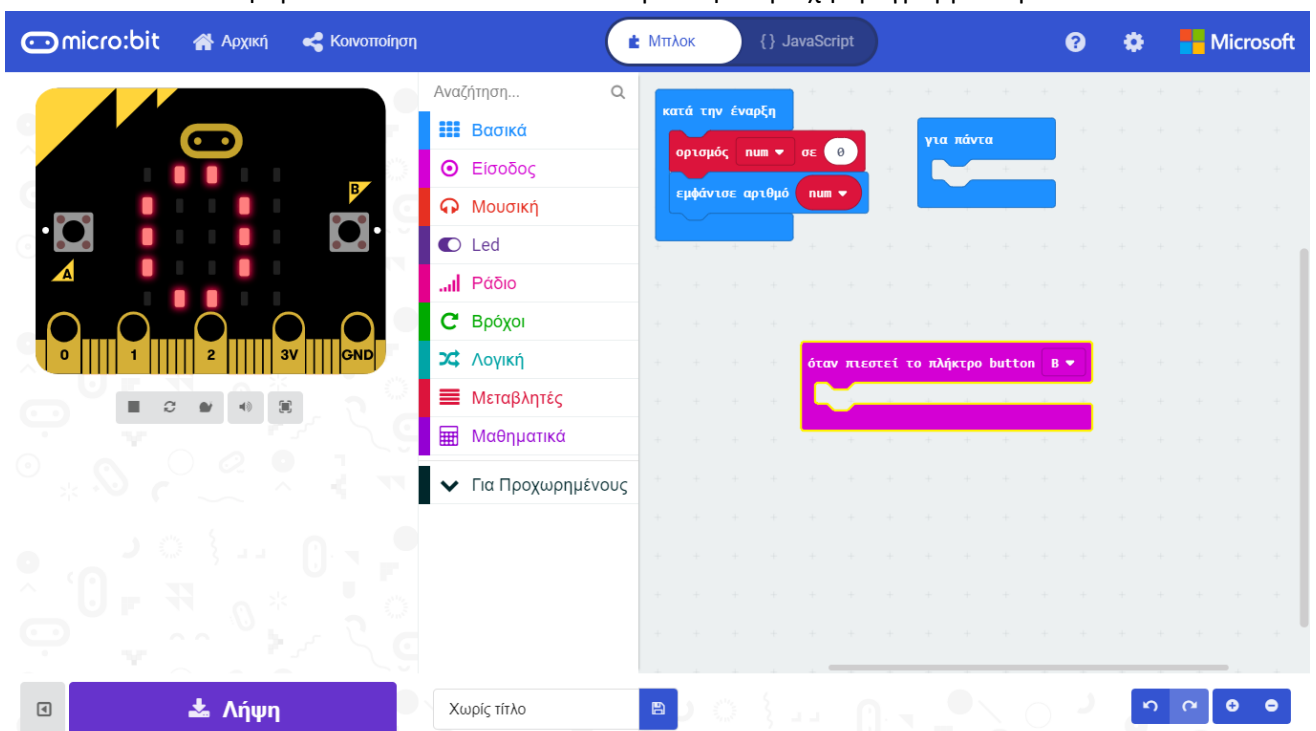 micro:bit
Αρχική
Κοινοποίηση
Μπλοκ
{} JavaScript
?
Microsoft
B
A
0 1 2 3V GND
Αναζήτηση...
Βασικά
Είσοδος
Μουσική
Led
Ράδιο
Βρόχοι
Λογική
Μεταβλητές
Μαθηματικά
Για Προχωρημένους
κατά την έναρξη
ορισμός num σε 0
εμφάνισε αριθμό num
για πάντα
όταν πιεστεί το πλήκτρο button B
Λήψη
Χωρίς τίτλο